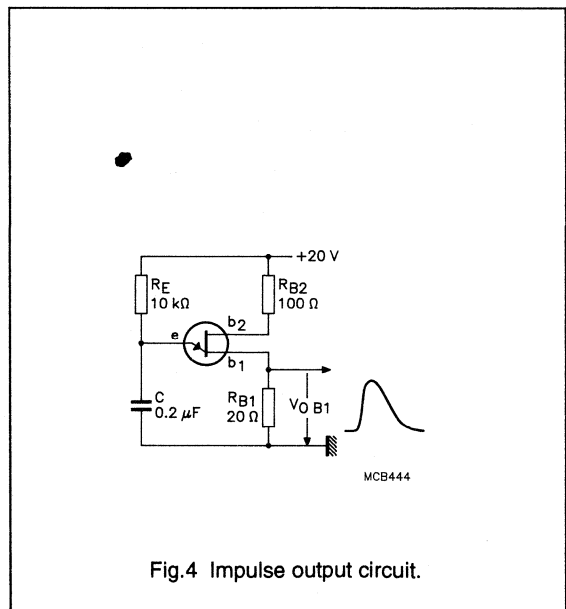 +20 V
RE
10 kΩ
RB2
100 Ω
e
b2
b1
C
0.2 μF
RB1
20 Ω
VO B1
MCB444
Fig.4 Impulse output circuit.